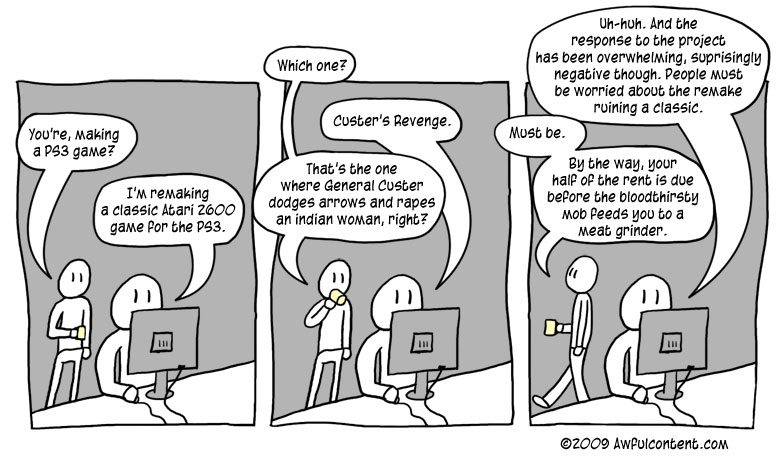 You're, making
a PS3 game?
I'm remaking
a classic Atari 2600
game for the PS3.
Which one?
Custer's Revenge.
That's the one
where General Custer
dodges arrows and rapes
an indian woman, right?
Uh-huh. And the
response to the project
has been overwhelming, suprisingly
negative though. People must
be worried about the remake
ruining a classic.
Must be.
By the way, your
half of the rent is due
before the bloodthirsty
mob feeds you to a
meat grinder.
©2009 Awfulcontent.com